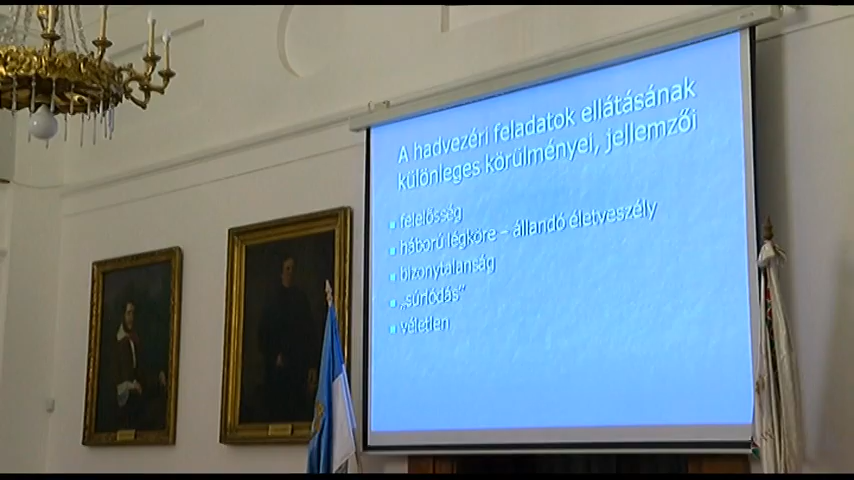 A hadvezéri feladatok ellátásának
különleges körülményei, jellemzői
felelősség
háború légköre – állandó életveszély
bizonytalanság
„súrlódás”
véletlen